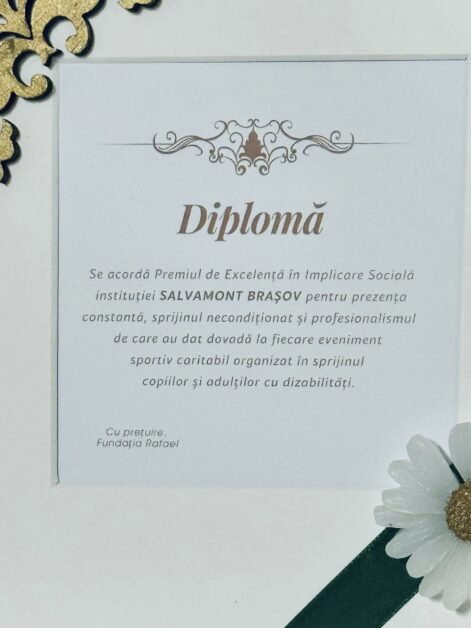 Diplomă
Se acordă Premiul de Excelență în Implicare Socială
instituției SALVAMONT BRAȘOV pentru prezența
constantă, sprijinul necondiționat și profesionalismul
de care au dat dovadă la fiecare eveniment
sportiv caritabil organizat în sprijinul
copiilor și adulților cu dizabilități.
Cu prețuire,
Fundația Rafael